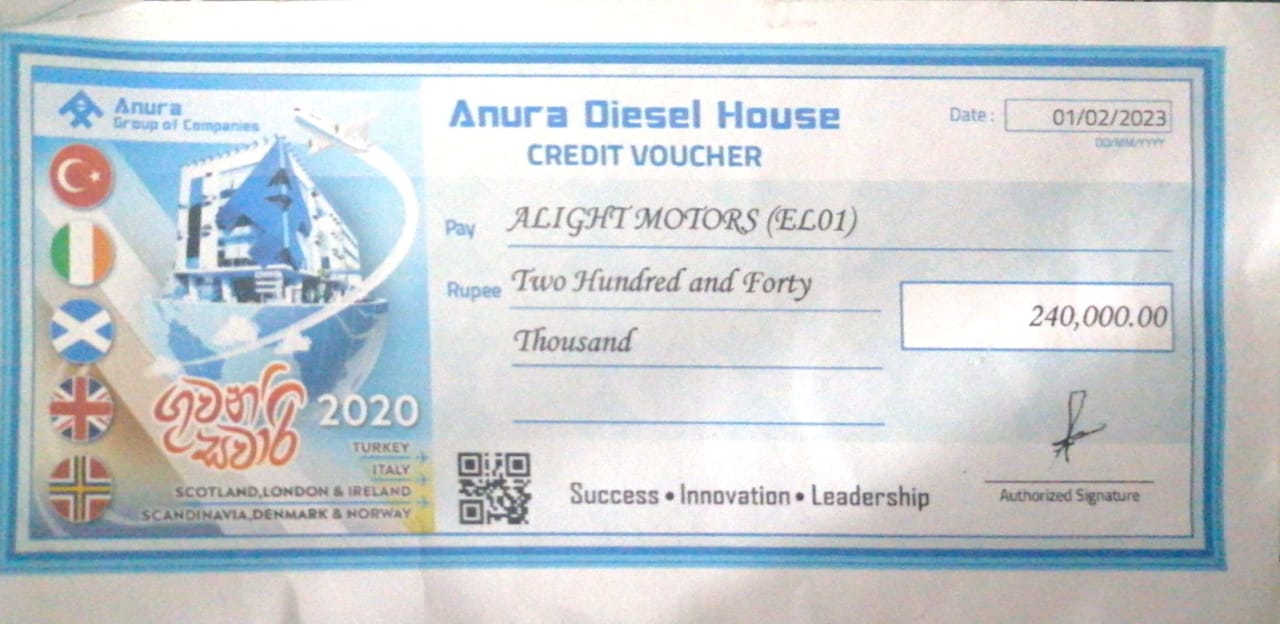 Anura
Group of Companies
Anura Diesel House
CREDIT VOUCHER
Date : 01/02/2023
DD/MM/YYYY
Pay ALIGHT MOTORS (EL01)
Rupee Two Hundred and Forty
Thousand
240,000.00
ගුවන්
සවාරි
2020
TURKEY
ITALY
SCOTLAND,LONDON & IRELAND
SCANDINAVIA,DENMARK & NORWAY
Success • Innovation • Leadership
Authorized Signature